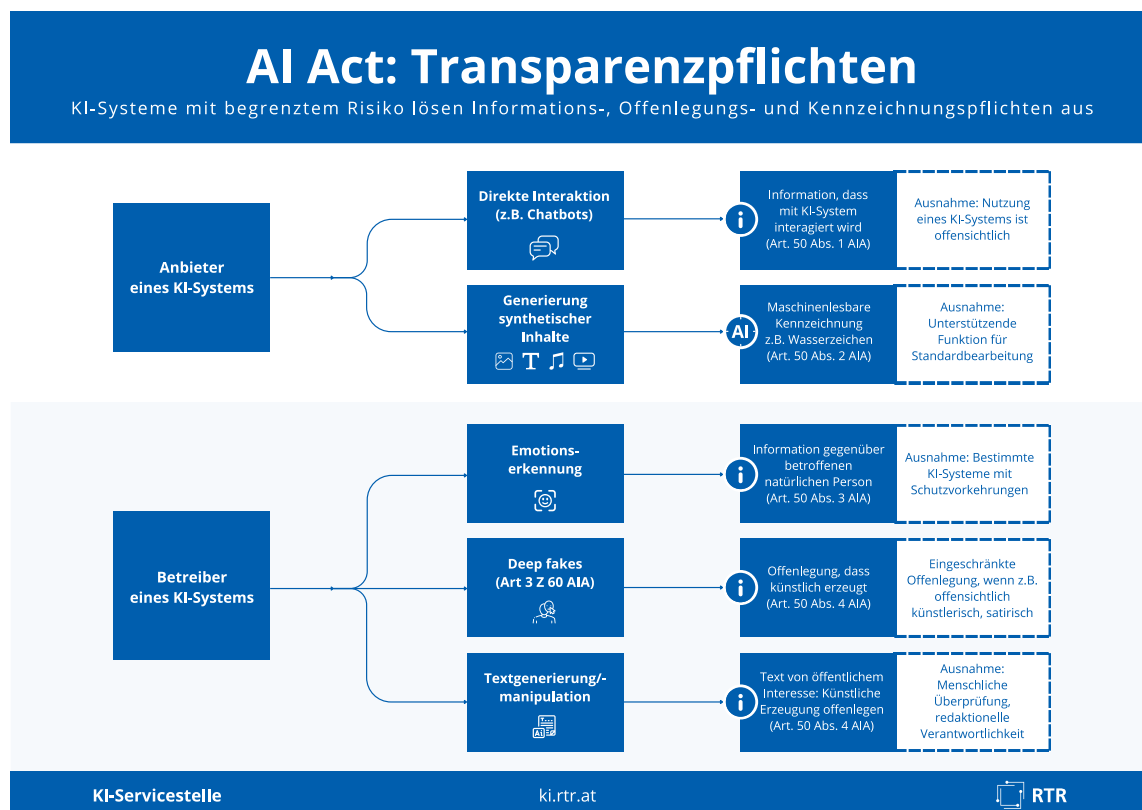 AI Act: Transparenzpflichten
KI-Systeme mit begrenztem Risiko lösen Informations-, Offenlegungs- und Kennzeichnungspflichten aus
Anbieter
eines KI-Systems
Direkte Interaktion
(z.B. Chatbots)
Information, dass
mit KI-System
interagiert wird
(Art. 50 Abs. 1 AIA)
Ausnahme: Nutzung
eines KI-Systems ist
offensichtlich
Generierung
synthetischer
Inhalte
T
AI
Maschinenlesbare
Kennzeichnung
z.B. Wasserzeichen
(Art. 50 Abs. 2 AIA)
Ausnahme:
Unterstützende
Funktion für
Standardbearbeitung
Betreiber
eines KI-Systems
Emotions-
erkennung
Information gegenüber
betroffenen
natürlichen Person
(Art. 50 Abs. 3 AIA)
Ausnahme: Bestimmte
KI-Systeme mit
Schutzvorkehrungen
Deep fakes
(Art 3 Z 60 AIA)
Offenlegung, dass
künstlich erzeugt
(Art. 50 Abs. 4 AIA)
Eingeschränkte
Offenlegung, wenn z.B.
offensichtlich
künstlerisch, satirisch
Textgenerierung/-
manipulation
Ai
Text von öffentlichem
Interesse: Künstliche
Erzeugung offenlegen
(Art. 50 Abs. 4 AIA)
Ausnahme:
Menschliche
Überprüfung,
redaktionelle
Verantwortlichkeit
KI-Servicestelle
ki.rtr.at
RTR